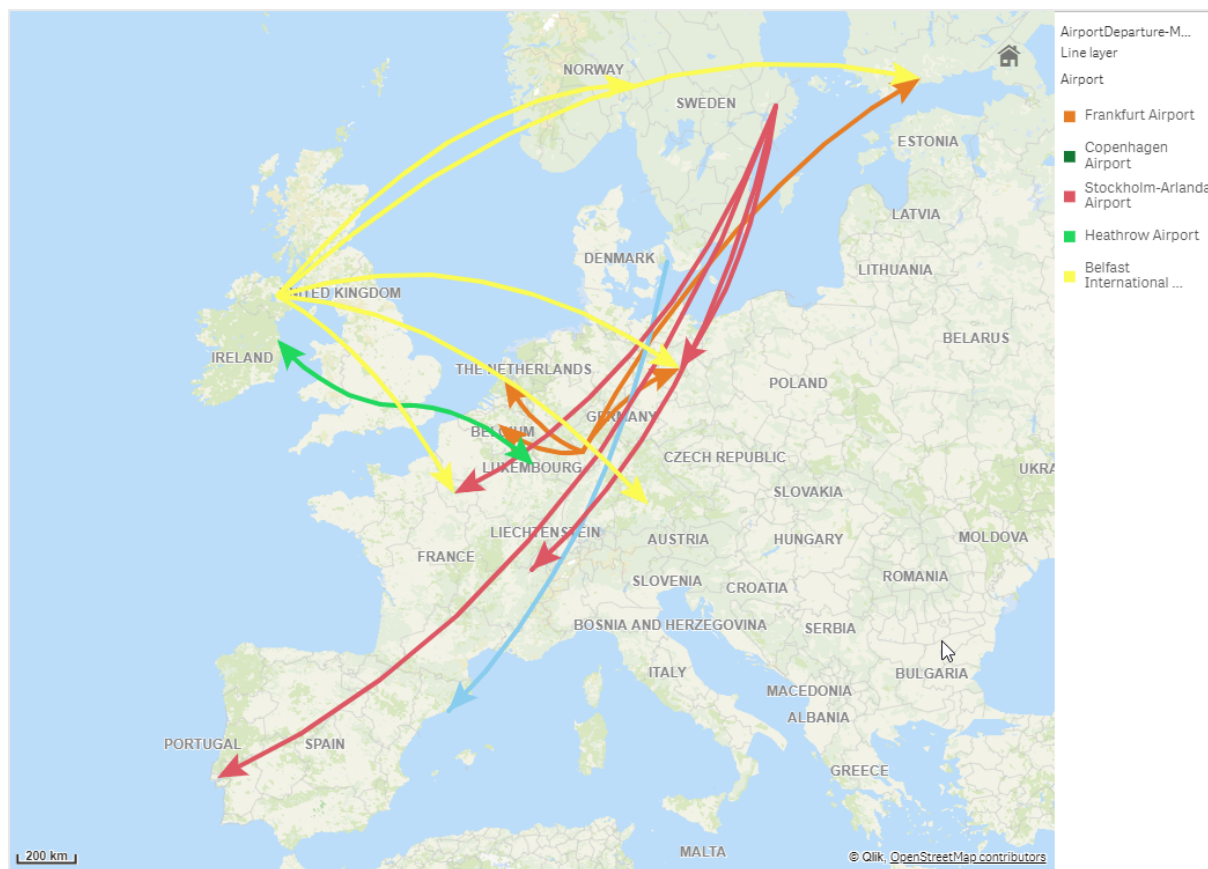 NORWAY
SWEDEN
ESTONIA
LATVIA
DENMARK
LITHUANIA
NITED KINGDOM
BELARUS
IRELAND
THE NETHERLANDS
POLAND
GERMANY
BELGIUM
CZECH REPUBLIC
LUXEMBOURG
UKRA
SLOVAKIA
LIECHTENSTEIN
AUSTRIA
HUNGARY
MOLDOVA
FRANCE
SLOVENIA
CROATIA
ROMANIA
BOSNIA AND HERZEGOVINA
SERBIA
ITALY
BULGARIA
MACEDONIA
ALBANIA
PORTUGAL
SPAIN
GREECE
MALTA
200 km
© Qlik, OpenStreetMap contributors
AirportDeparture-M...
Line layer
Airport
Frankfurt Airport
Copenhagen
Airport
Stockholm-Arlanda
Airport
Heathrow Airport
Belfast
International ...